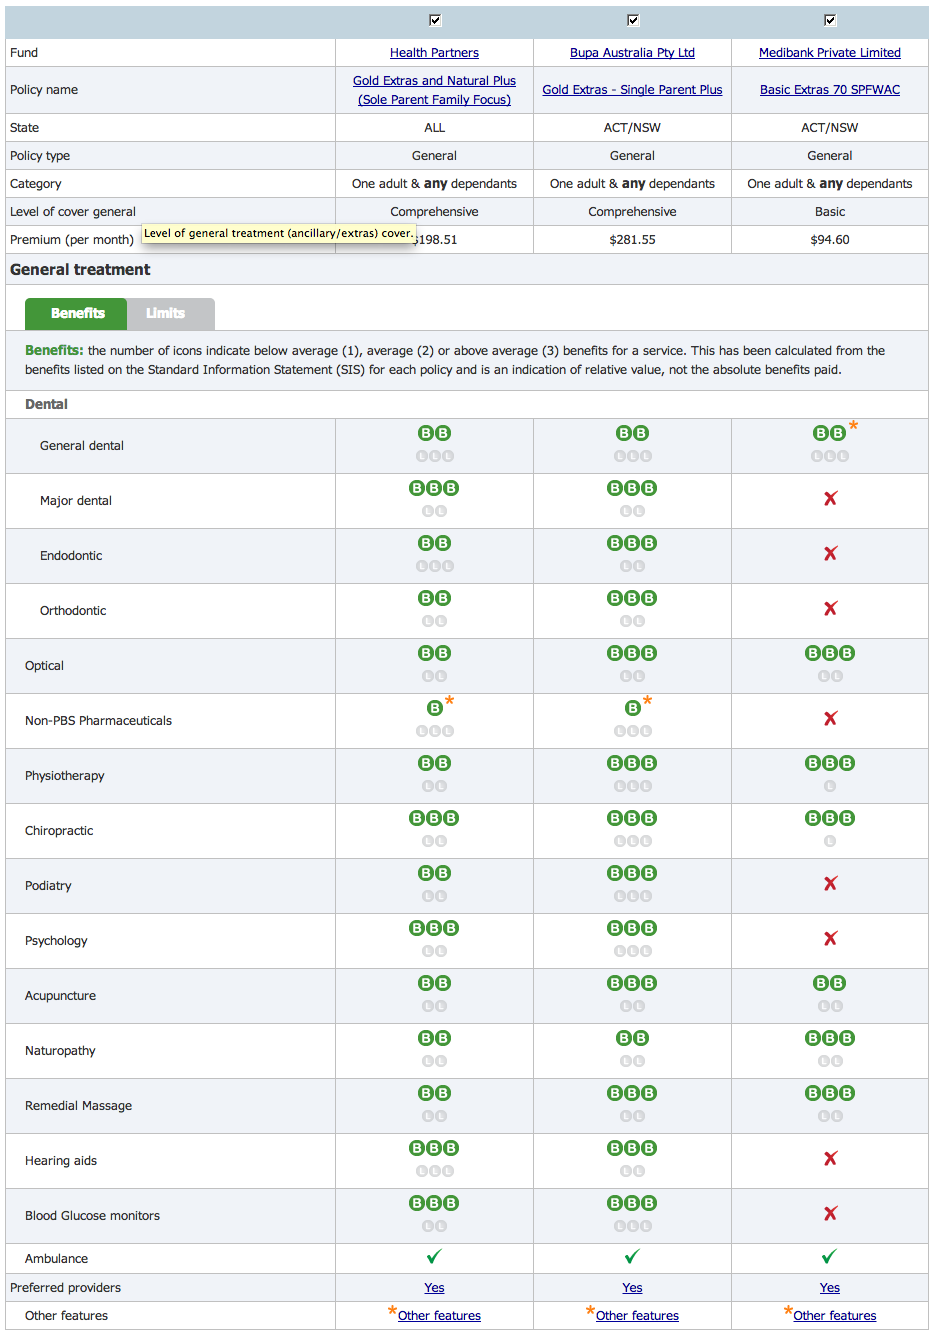 Fund Health Partners Bupa Australia Pty Ltd Medibank Private Limited
Policy name Gold Extras and Natural Plus (Sole Parent Family Focus) Gold Extras - Single Parent Plus Basic Extras 70 SPFWAC
State ALL ACT/NSW ACT/NSW
Policy type General General General
Category One adult & any dependants One adult & any dependants One adult & any dependants
Level of cover general Comprehensive Comprehensive Basic
Level of general treatment (ancillary/extras) cover.
Premium (per month) $198.51 $281.55 $94.60
General treatment
Benefits Limits
Benefits: the number of icons indicate below average (1), average (2) or above average (3) benefits for a service. This has been calculated from the
benefits listed on the Standard Information Statement (SIS) for each policy and is an indication of relative value, not the absolute benefits paid.
Dental
General dental BB BB BB*
LLL LLL LLL
Major dental BBB BBB
LL LL
Endodontic BB BBB
LLL LL
Orthodontic BB BBB
LL LL
Optical BB BBB BBB
LL LL LL
Non-PBS Pharmaceuticals B* B*
LLL LLL
Physiotherapy BB BBB BBB
LL LLL L
Chiropractic BBB BBB BBB
LL LLL L
Podiatry BB BBB
LL LLL
Psychology BBB BBB
LL LLL
Acupuncture BB BBB BB
LL LL LL
Naturopathy BB BB BBB
LL LL LL
Remedial Massage BB BBB BBB
LL LL LL
Hearing aids BBB BBB
LLL LL
Blood Glucose monitors BBB BBB
LL LLL
Ambulance
Preferred providers Yes Yes Yes
Other features *Other features *Other features *Other features